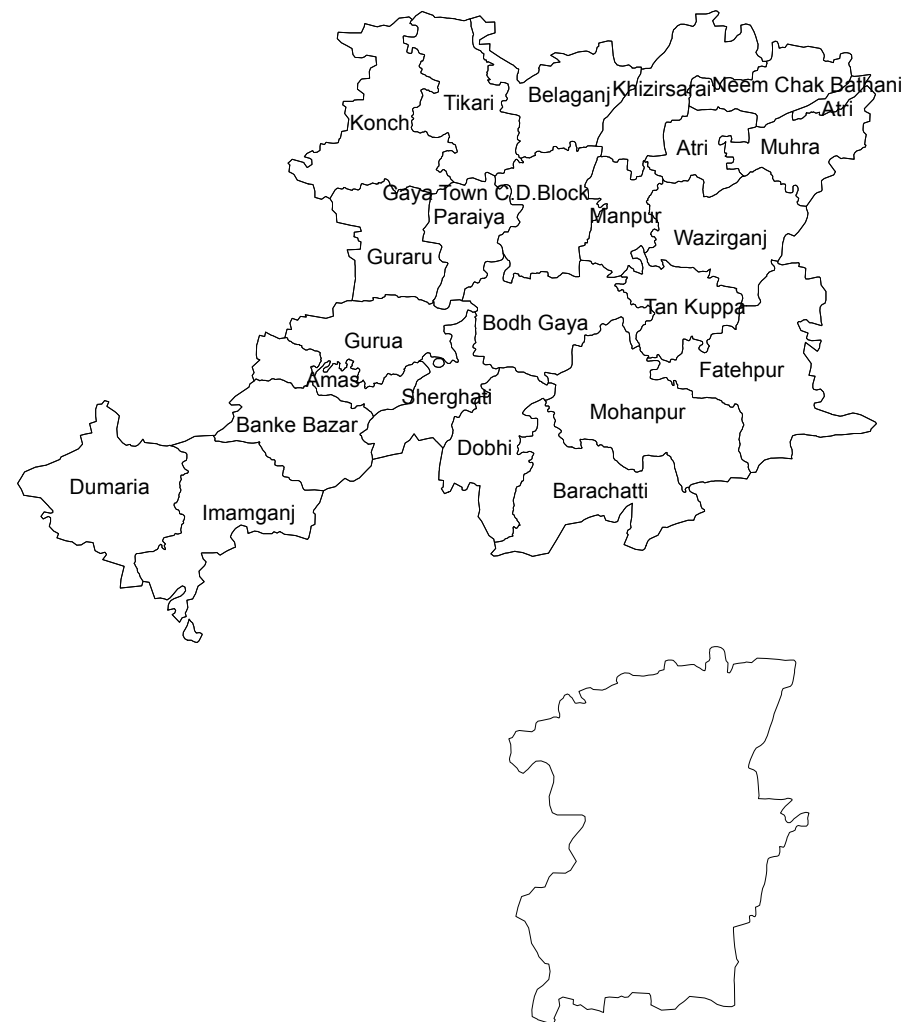 Neem Chak Bathani
Khizirsarai
Belaganj
Tikari
Atri
Konch
Atri
Muhra
Gaya Town C.D.Block
Paraiya
Manpur
Wazirganj
Guraru
Tan Kuppa
Bodh Gaya
Gurua
Fatehpur
Amas
Sherghati
Mohanpur
Banke Bazar
Dobhi
Dumaria
Barachatti
Imamganj